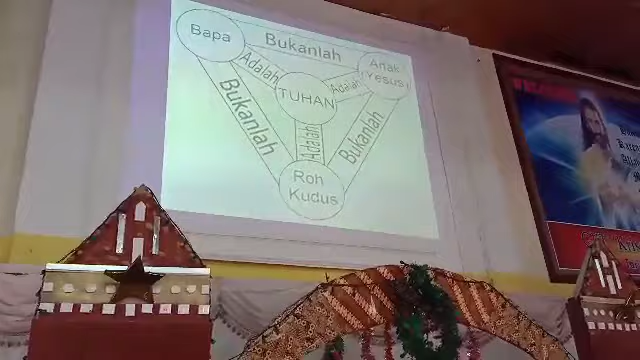 Bapa
Bukanlah
Anak
(Yesus)
Adalah
Adalah
TUHAN
Bukanlah
Adalah
Bukanlah
Roh
Kudus